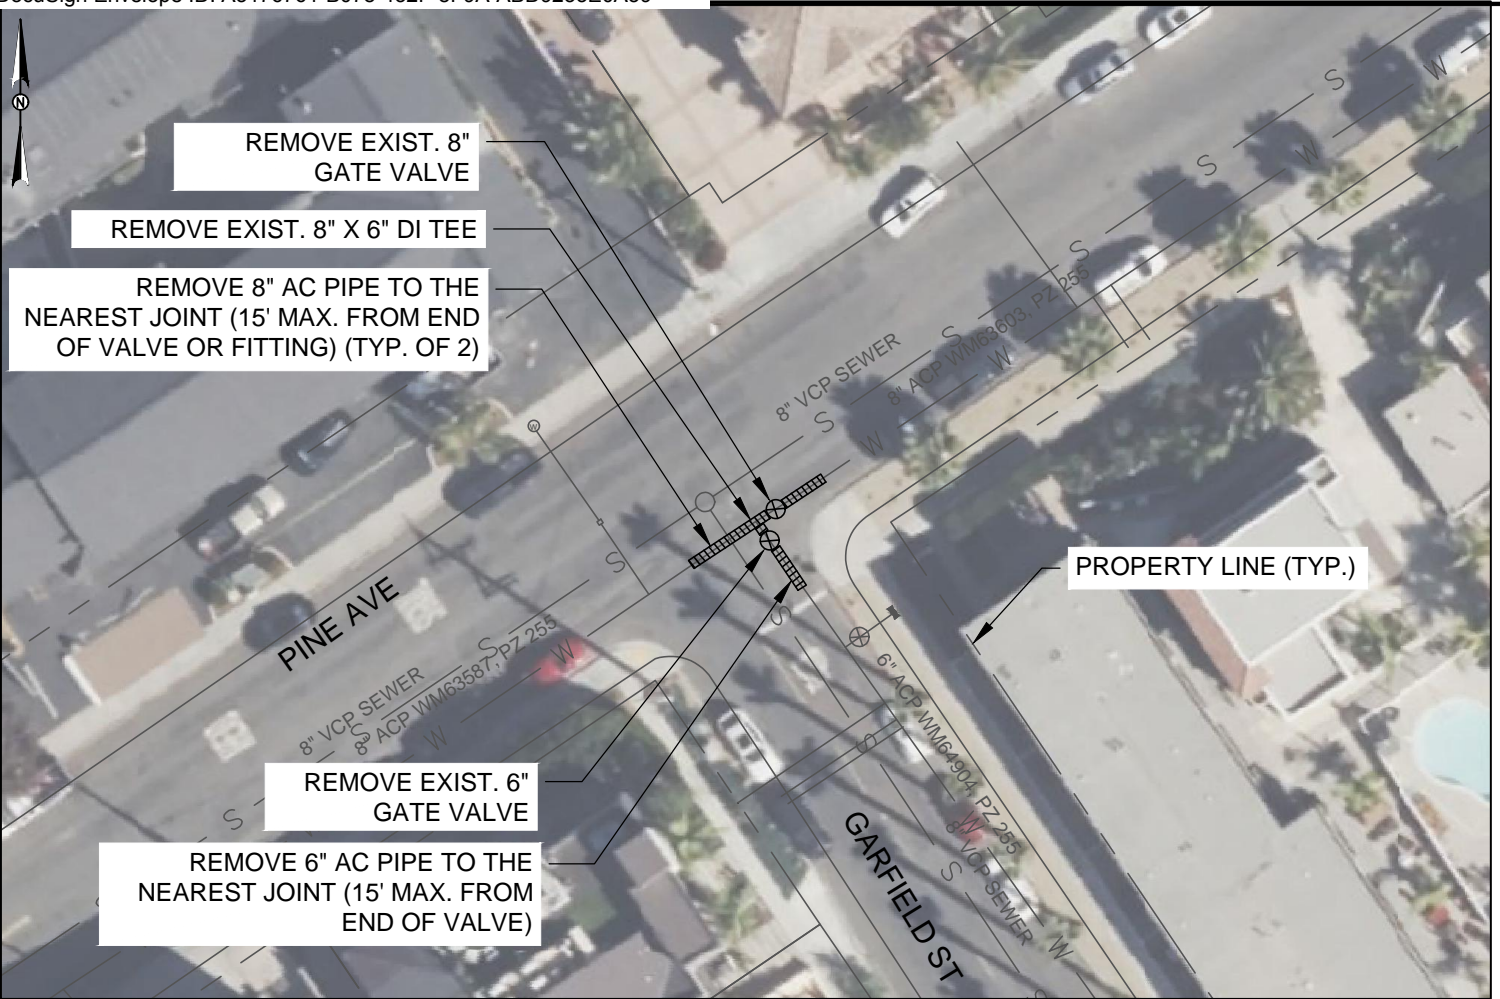 N
REMOVE EXIST. 8"
GATE VALVE
REMOVE EXIST. 8" X 6" DI TEE
REMOVE 8" AC PIPE TO THE
NEAREST JOINT (15' MAX. FROM END
OF VALVE OR FITTING) (TYP. OF 2)
S
W
S
W
S
8" VCP SEWER
S
8" ACP WM63603, PZ 255
W
S
W
PROPERTY LINE (TYP.)
PINE AVE
S
S
8" VCP SEWER
S
8" ACP WM63587, PZ 255
W
W
S
S
6" ACP WM64904, PZ 255
S
W
8" VCP SEWER
S
W
GARFIELD ST
REMOVE EXIST. 6"
GATE VALVE
REMOVE 6" AC PIPE TO THE
NEAREST JOINT (15' MAX. FROM
END OF VALVE)